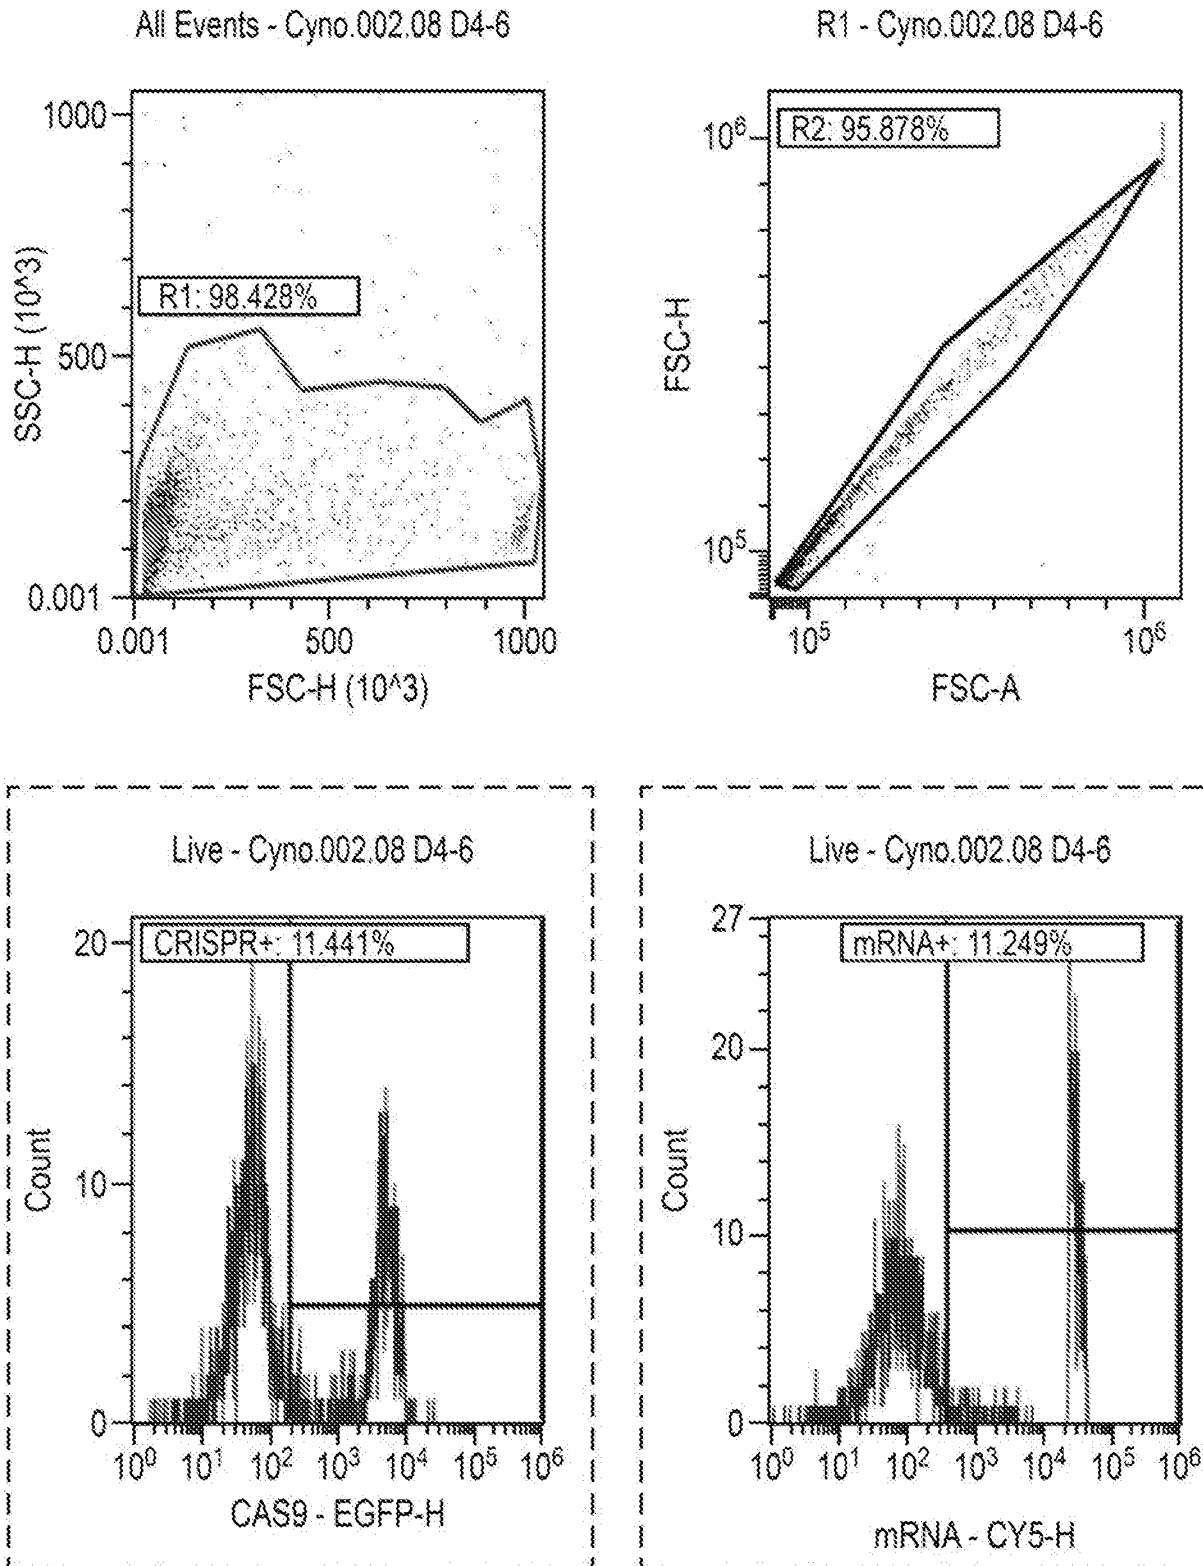 All Events - Cyno.002.08 D4-6
1000
R1: 98.428%
SSC-H (10^3)
500
0.001
0.001 500 1000
FSC-H (10^3)
R1 - Cyno.002.08 D4-6
10⁶
R2: 95.878%
FSC-H
10⁵
10⁵ 10⁶
FSC-A
Live - Cyno.002.08 D4-6
20
CRISPR+: 11.441%
Count
10
0
10⁰ 10¹ 10² 10³ 10⁴ 10⁵ 10⁶
CAS9 - EGFP-H
Live - Cyno.002.08 D4-6
27
mRNA+: 11.249%
20
Count
10
0
10⁰ 10¹ 10² 10³ 10⁴ 10⁵ 10⁶
mRNA - CY5-H